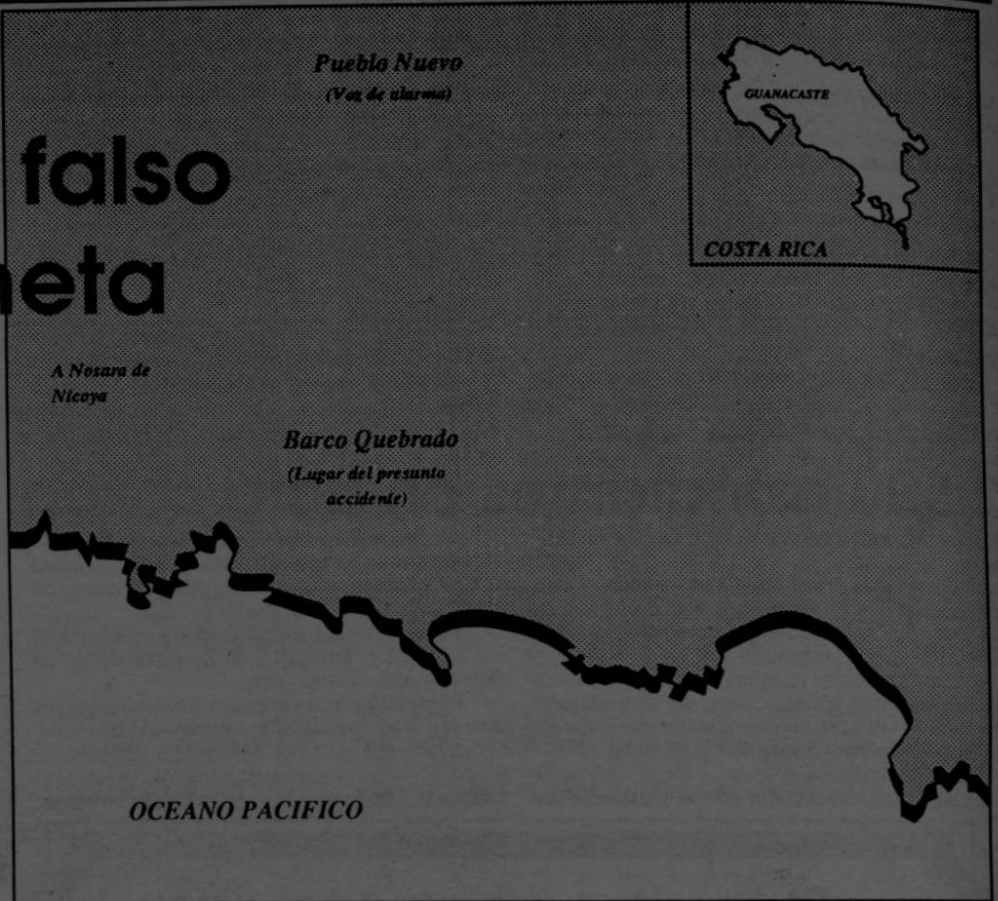 Pueblo Nuevo
(Voz de alarma)
GUANACASTE
COSTA RICA
falso
neta
A Nosara de
Nicoya
Barco Quebrado
(Lugar del presunto
accidente)
OCEANO PACIFICO